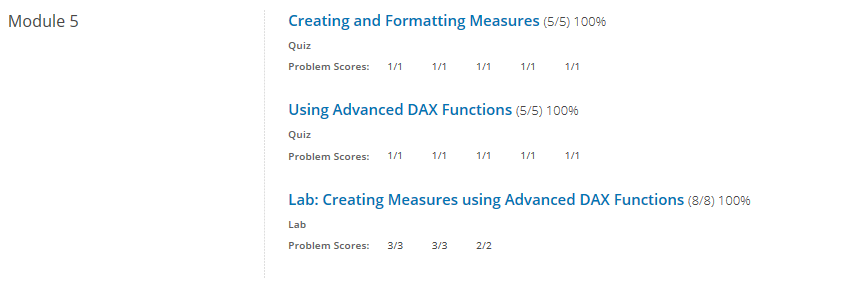 Module 5
Creating and Formatting Measures (5/5) 100%
Quiz
Problem Scores: 1/1 1/1 1/1 1/1 1/1
Using Advanced DAX Functions (5/5) 100%
Quiz
Problem Scores: 1/1 1/1 1/1 1/1 1/1
Lab: Creating Measures using Advanced DAX Functions (8/8) 100%
Lab
Problem Scores: 3/3 3/3 2/2